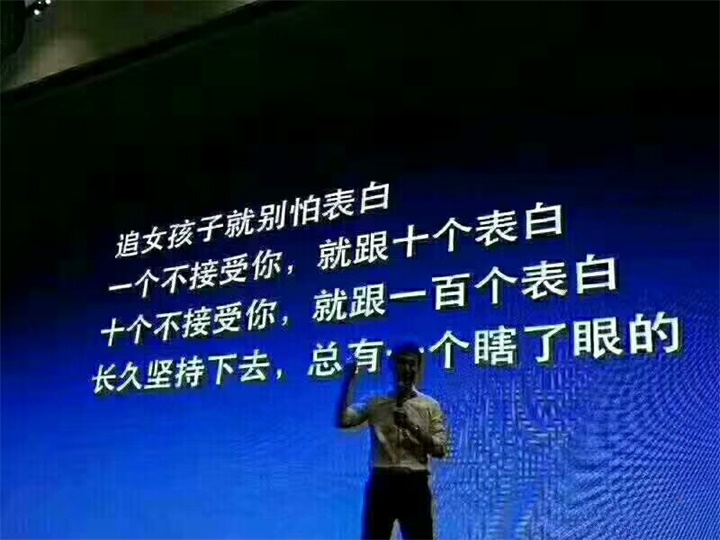 追女孩子就别怕表白
一个不接受你，就跟十个表白
十个不接受你，就跟一百个表白
长久坚持下去，总有一个瞎了眼的